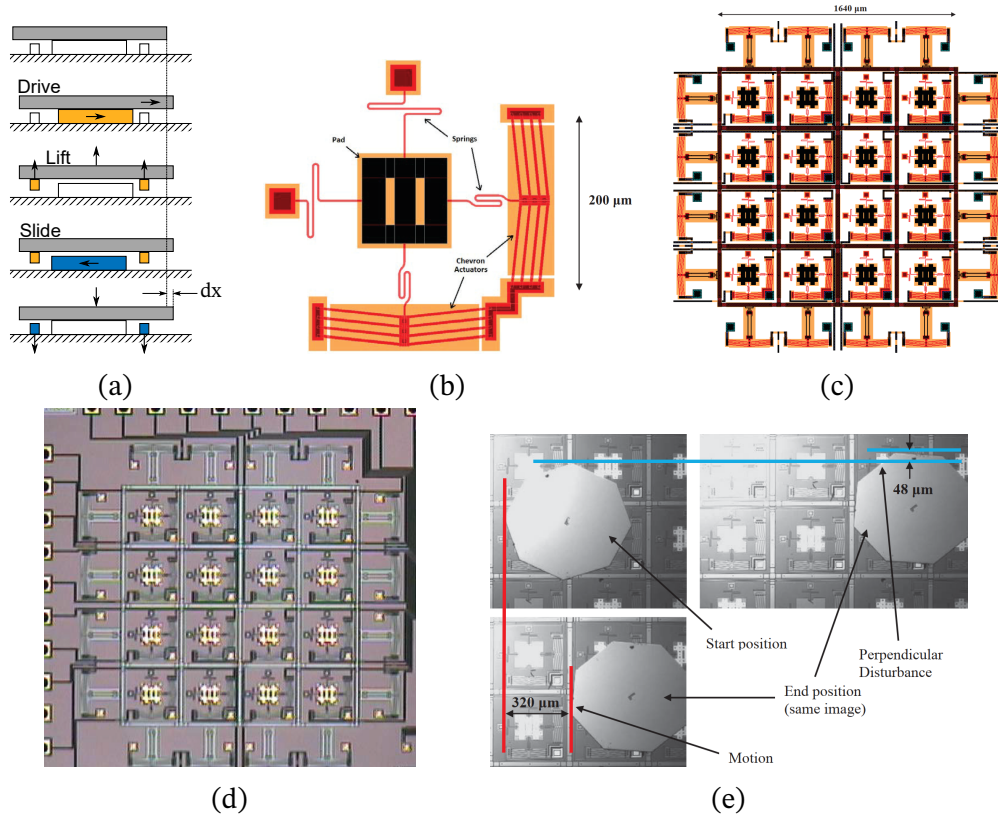 Drive
Lift
Slide
dx
(a)
Pad
Springs
200 µm
Chevron
Actuators
(b)
1640 µm
(c)
(d)
48 µm
Start position
Perpendicular
Disturbance
End position
(same image)
320 µm
Motion
(e)